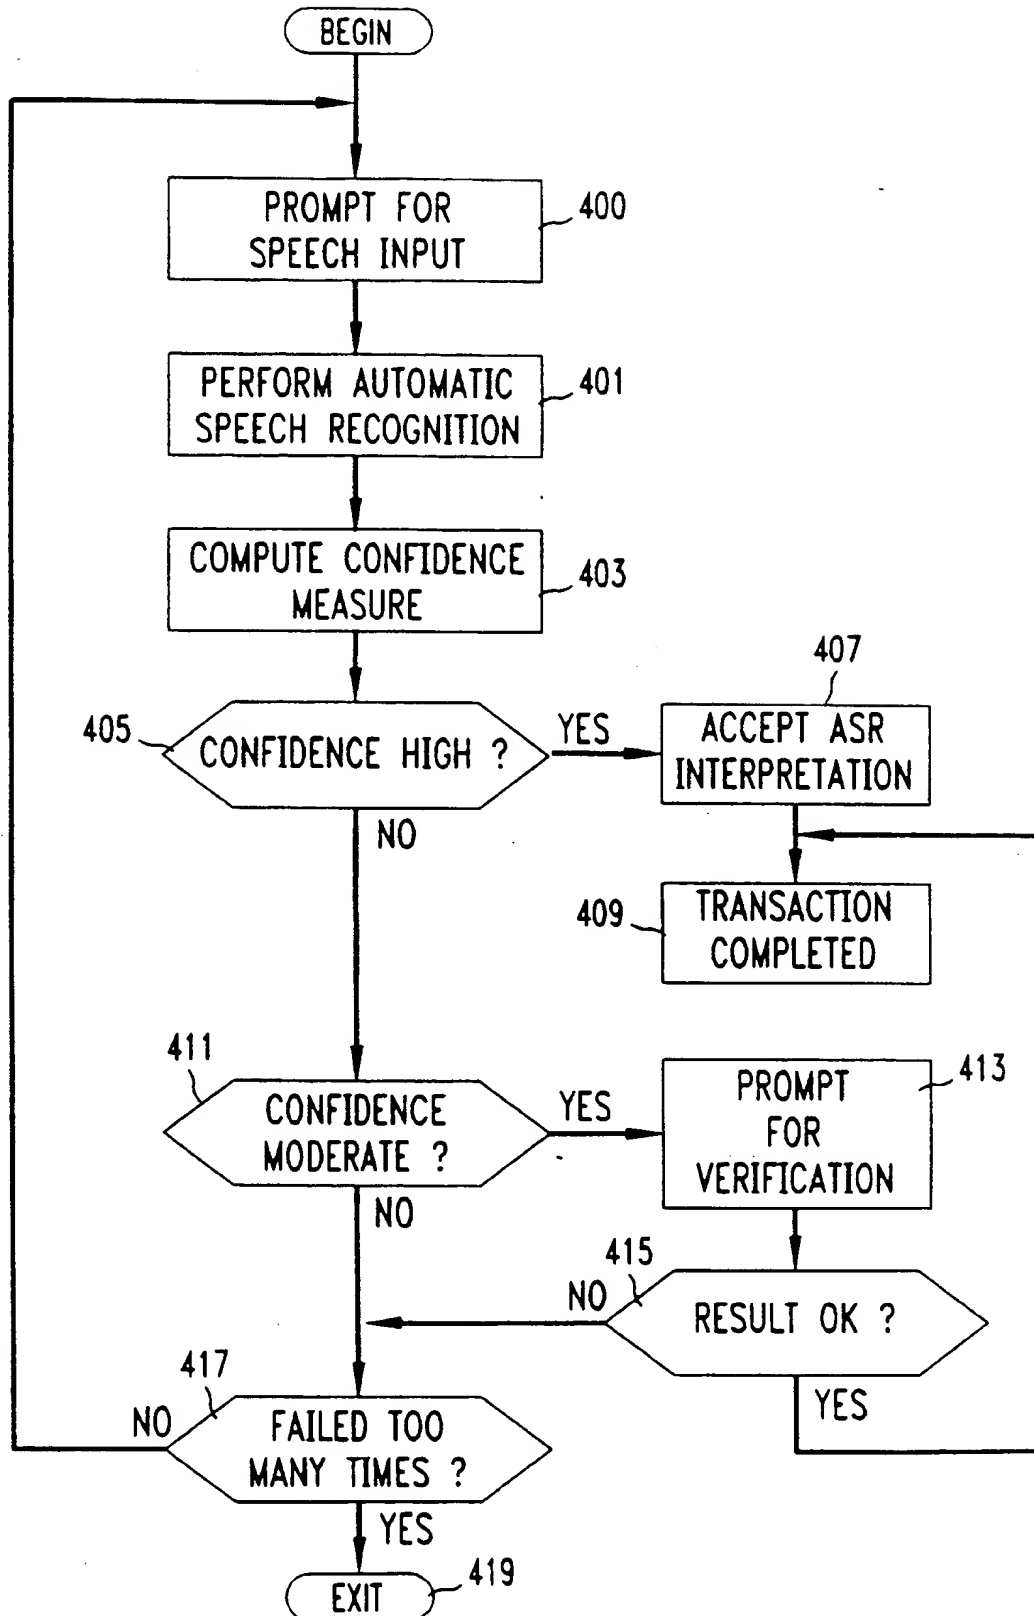 BEGIN
PROMPT FOR
SPEECH INPUT
400
PERFORM AUTOMATIC
SPEECH RECOGNITION
401
COMPUTE CONFIDENCE
MEASURE
403
405
CONFIDENCE HIGH ?
YES
NO
407
ACCEPT ASR
INTERPRETATION
409
TRANSACTION
COMPLETED
411
CONFIDENCE
MODERATE ?
YES
NO
413
PROMPT
FOR
VERIFICATION
415
RESULT OK ?
NO
YES
417
FAILED TOO
MANY TIMES ?
NO
YES
EXIT
419